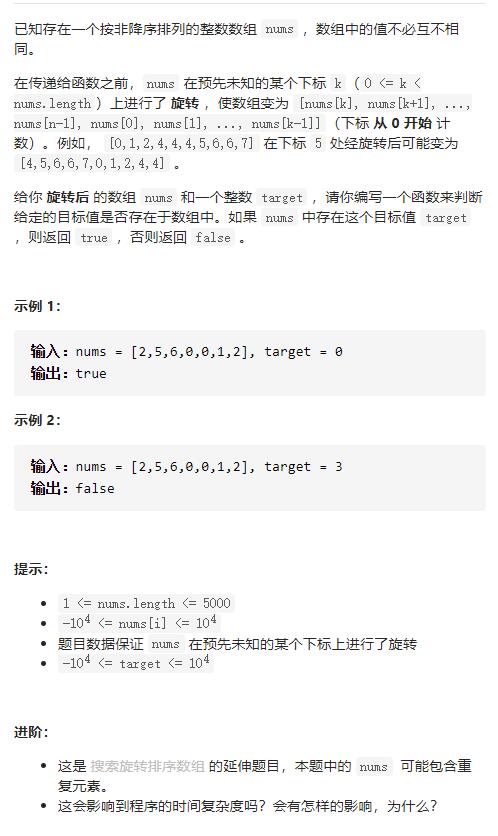 已知存在一个按非降序排列的整数数组 nums ，数组中的值不必互不相
同。
在传递给函数之前，nums 在预先未知的某个下标 k（0 <= k <
nums.length）上进行了 旋转 ，使数组变为 [nums[k], nums[k+1], ...,
nums[n-1], nums[0], nums[1], ..., nums[k-1]]（下标 从 0 开始 计
数）。例如， [0,1,2,4,4,4,5,6,6,7] 在下标 5 处经旋转后可能变为
[4,5,6,6,7,0,1,2,4,4] 。
给你 旋转后 的数组 nums 和一个整数 target ，请你编写一个函数来判断
给定的目标值是否存在于数组中。如果 nums 中存在这个目标值 target
，则返回 true ，否则返回 false 。
示例 1：
输入：nums = [2,5,6,0,0,1,2], target = 0
输出：true
示例 2：
输入：nums = [2,5,6,0,0,1,2], target = 3
输出：false
提示：
• 1 <= nums.length <= 5000
• -10⁴ <= nums[i] <= 10⁴
• 题目数据保证 nums 在预先未知的某个下标上进行了旋转
• -10⁴ <= target <= 10⁴
进阶：
• 这是 搜索旋转排序数组 的延伸题目，本题中的 nums 可能包含重
复元素。
• 这会影响到程序的时间复杂度吗？会有怎样的影响，为什么？